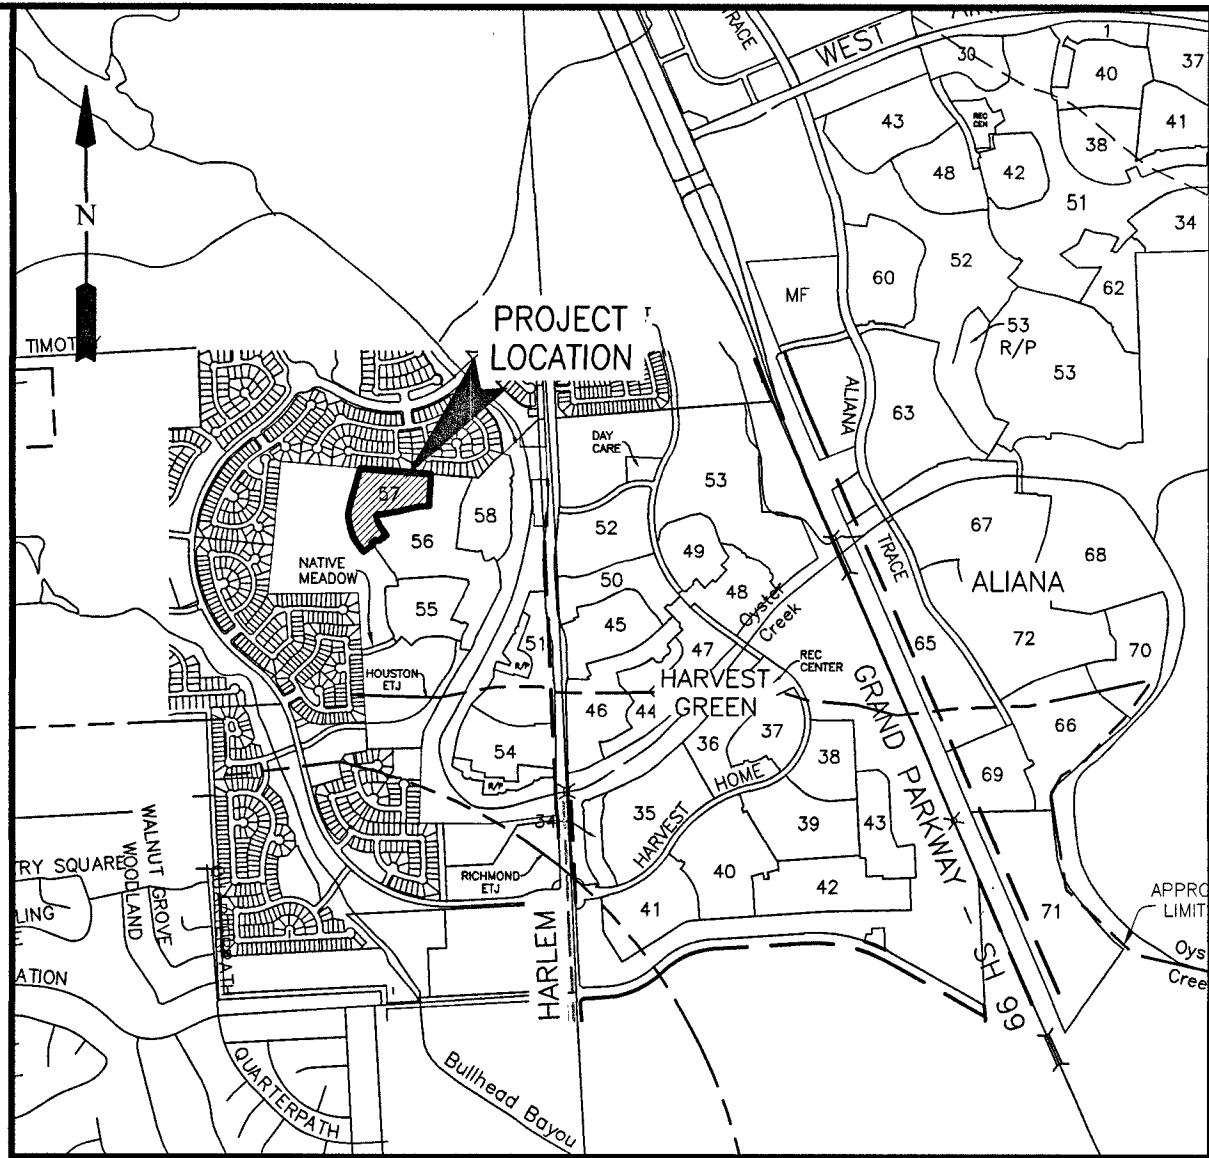 TRACE
WEST
1
30
40
37
43
REC
CEN
38
41
48
42
N
51
34
52
60
62
MF
PROJECT
LOCATION
53
R/P
53
ALIANA
63
DAY
CARE
57
53
58
56
52
67
49
68
NATIVE
MEADOW
50
48
TRACE
ALIANA
55
Oyster
Creek
45
51
72
65
70
47
R/P
REC
CENTER
HOUSTON
ETJ
HARVEST
GREEN
46
44
37
66
54
36
38
GRAND PARKWAY - SH 99
69
HOME
R/P
34
35
HARVEST
39
43
WALNUT GROVE
WOODLAND
TRY SQUARE
RICHMOND
ETJ
40
42
41
71
LING
HARLEM
APPRO
LIMIT
ATION
Oys
Cree
QUARTERPATH
Bullhead Bayou